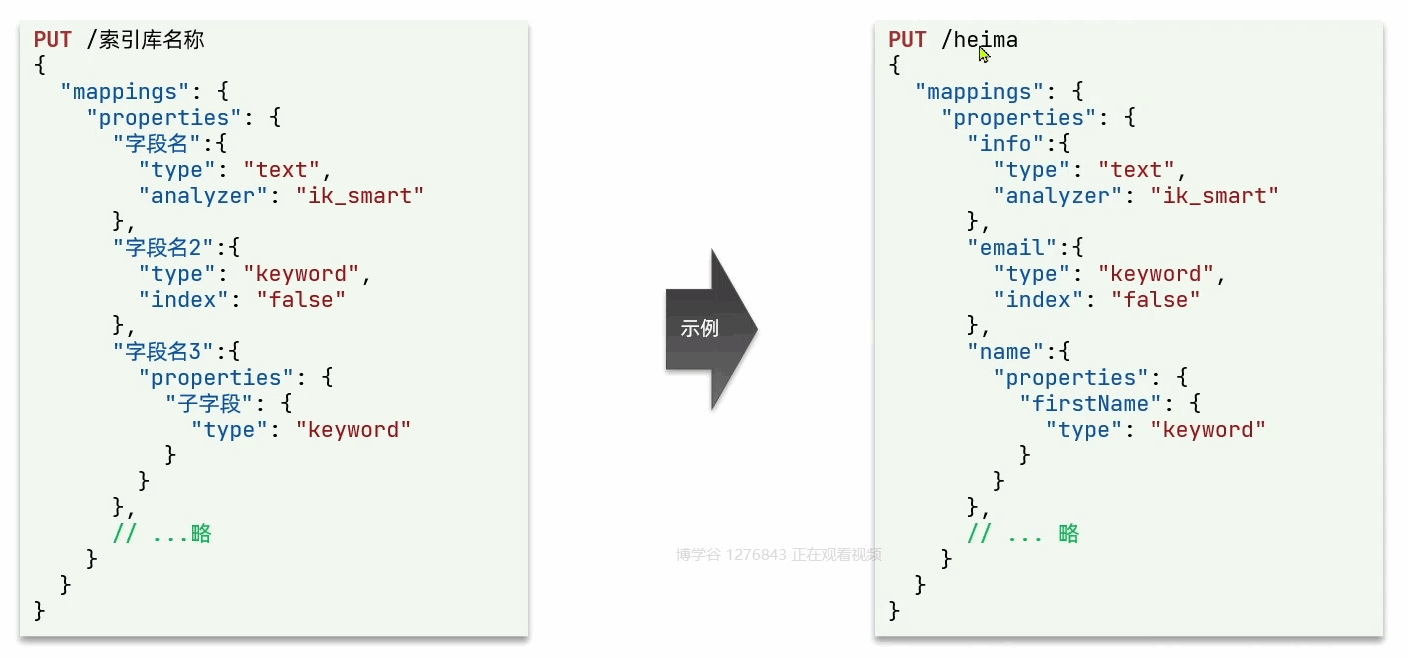 PUT /索引库名称
{
  "mappings": {
    "properties": {
      "字段名":{
        "type": "text",
        "analyzer": "ik_smart"
      },
      "字段名2":{
        "type": "keyword",
        "index": "false"
      },
      "字段名3":{
        "properties": {
          "子字段": {
            "type": "keyword"
          }
        }
      },
      // ...略
    }
  }
}
示例
PUT /heima
{
  "mappings": {
    "properties": {
      "info":{
        "type": "text",
        "analyzer": "ik_smart"
      },
      "email":{
        "type": "keyword",
        "index": "false"
      },
      "name":{
        "properties": {
          "firstName": {
            "type": "keyword"
          }
        }
      },
      // ... 略
    }
  }
}
博学谷 1276843 正在观看视频